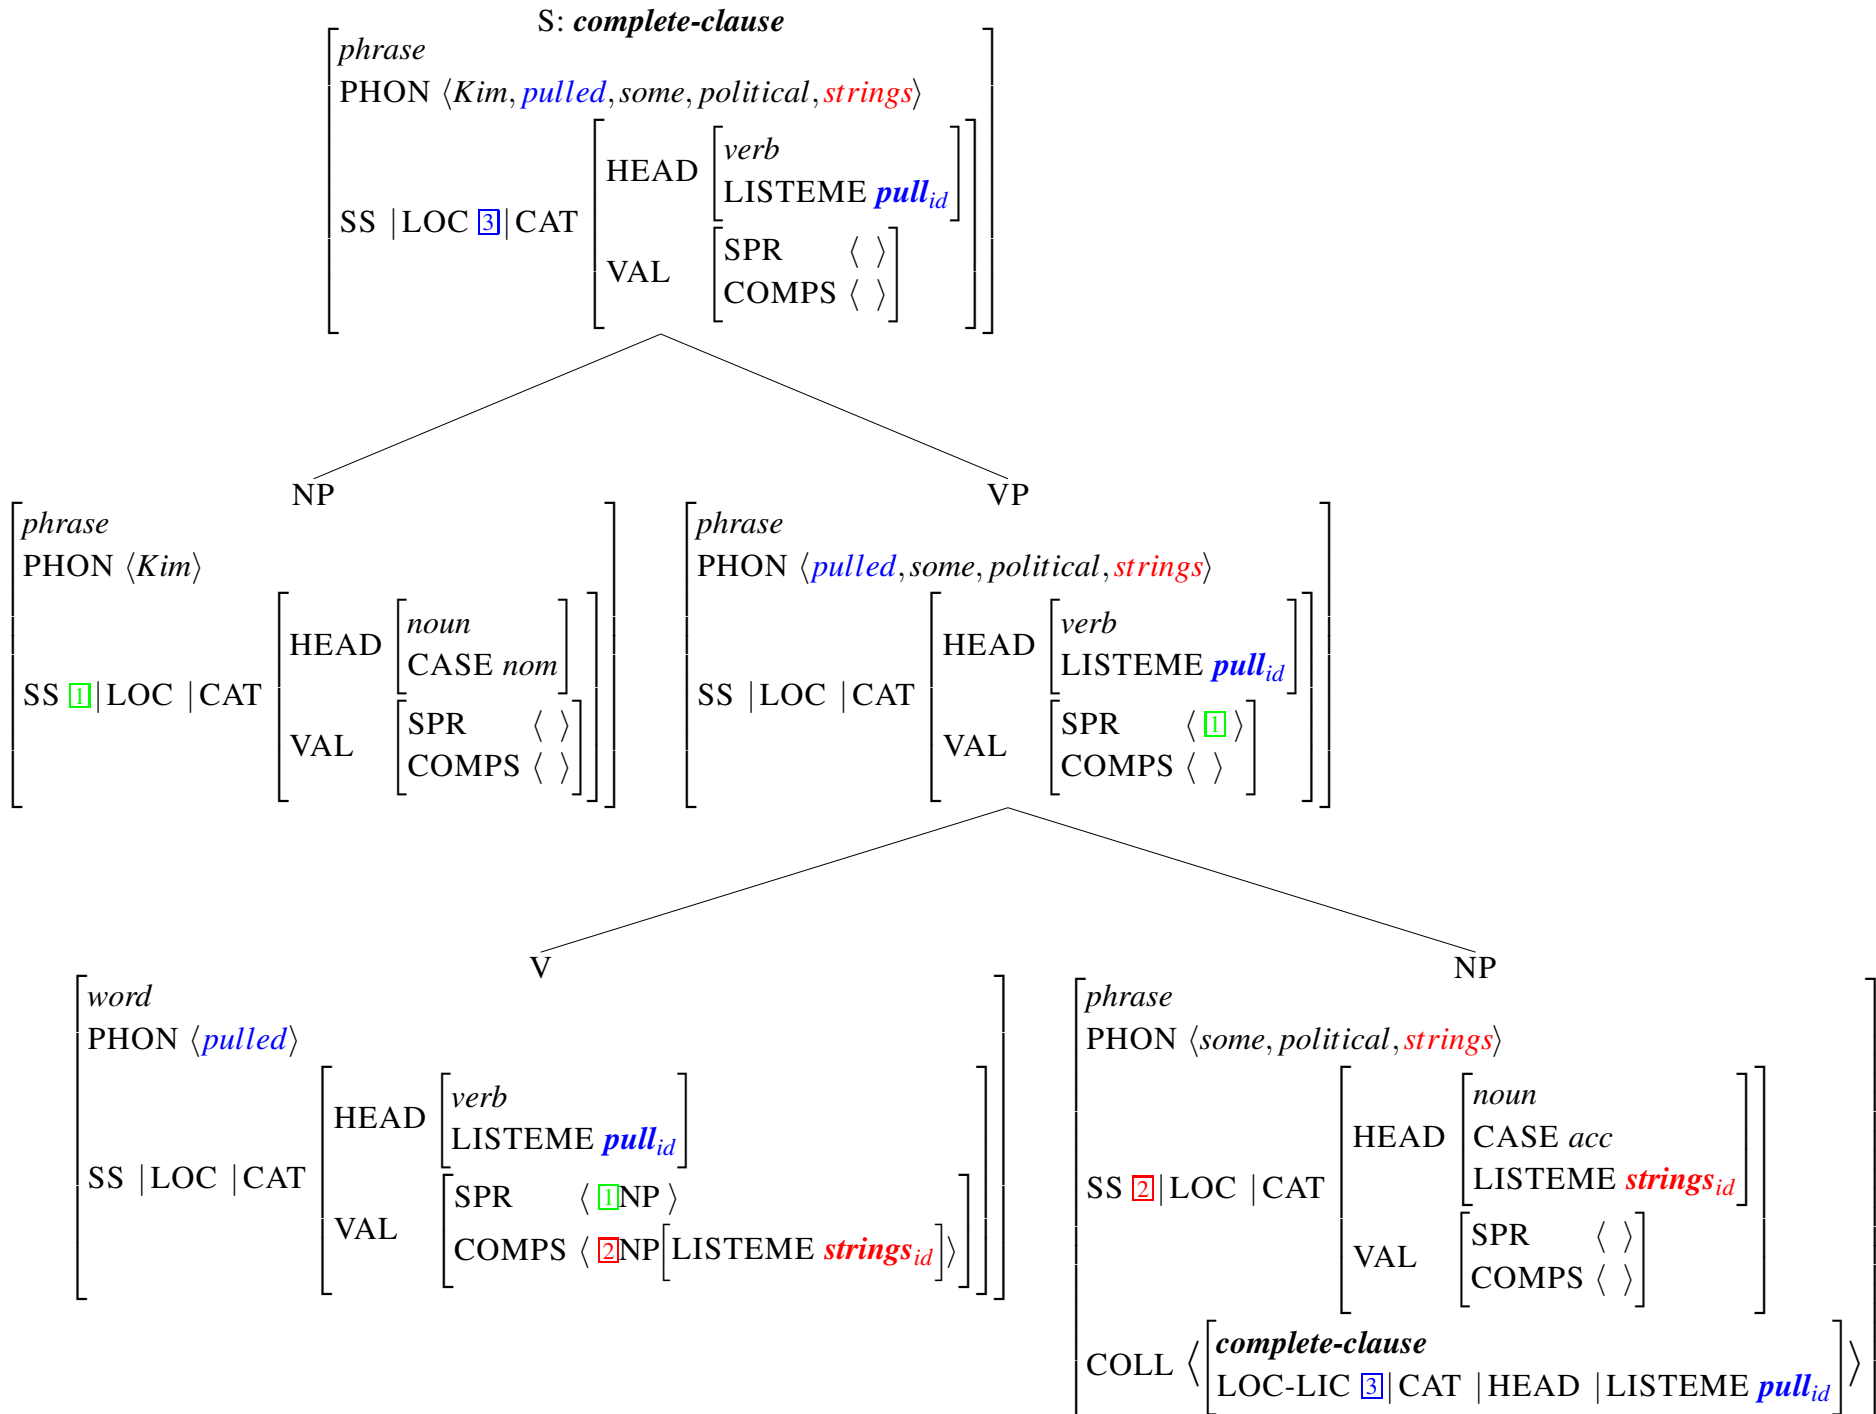 S: complete-clause
phrase
PHON ⟨Kim, pulled, some, political, strings⟩
SS |LOC 3|CAT
HEAD
verb
LISTEME pull_id
VAL
SPR ⟨ ⟩
COMPS ⟨ ⟩
NP
phrase
PHON ⟨Kim⟩
SS 1|LOC |CAT
HEAD
noun
CASE nom
VAL
SPR ⟨ ⟩
COMPS ⟨ ⟩
VP
phrase
PHON ⟨pulled, some, political, strings⟩
SS |LOC |CAT
HEAD
verb
LISTEME pull_id
VAL
SPR ⟨ 1 ⟩
COMPS ⟨ ⟩
V
word
PHON ⟨pulled⟩
SS |LOC |CAT
HEAD
verb
LISTEME pull_id
VAL
SPR ⟨ 1NP ⟩
COMPS ⟨ 2NP[LISTEME strings_id]⟩
NP
phrase
PHON ⟨some, political, strings⟩
SS 2|LOC |CAT
HEAD
noun
CASE acc
LISTEME strings_id
VAL
SPR ⟨ ⟩
COMPS ⟨ ⟩
COLL ⟨[complete-clause
LOC-LIC 3|CAT |HEAD |LISTEME pull_id]⟩